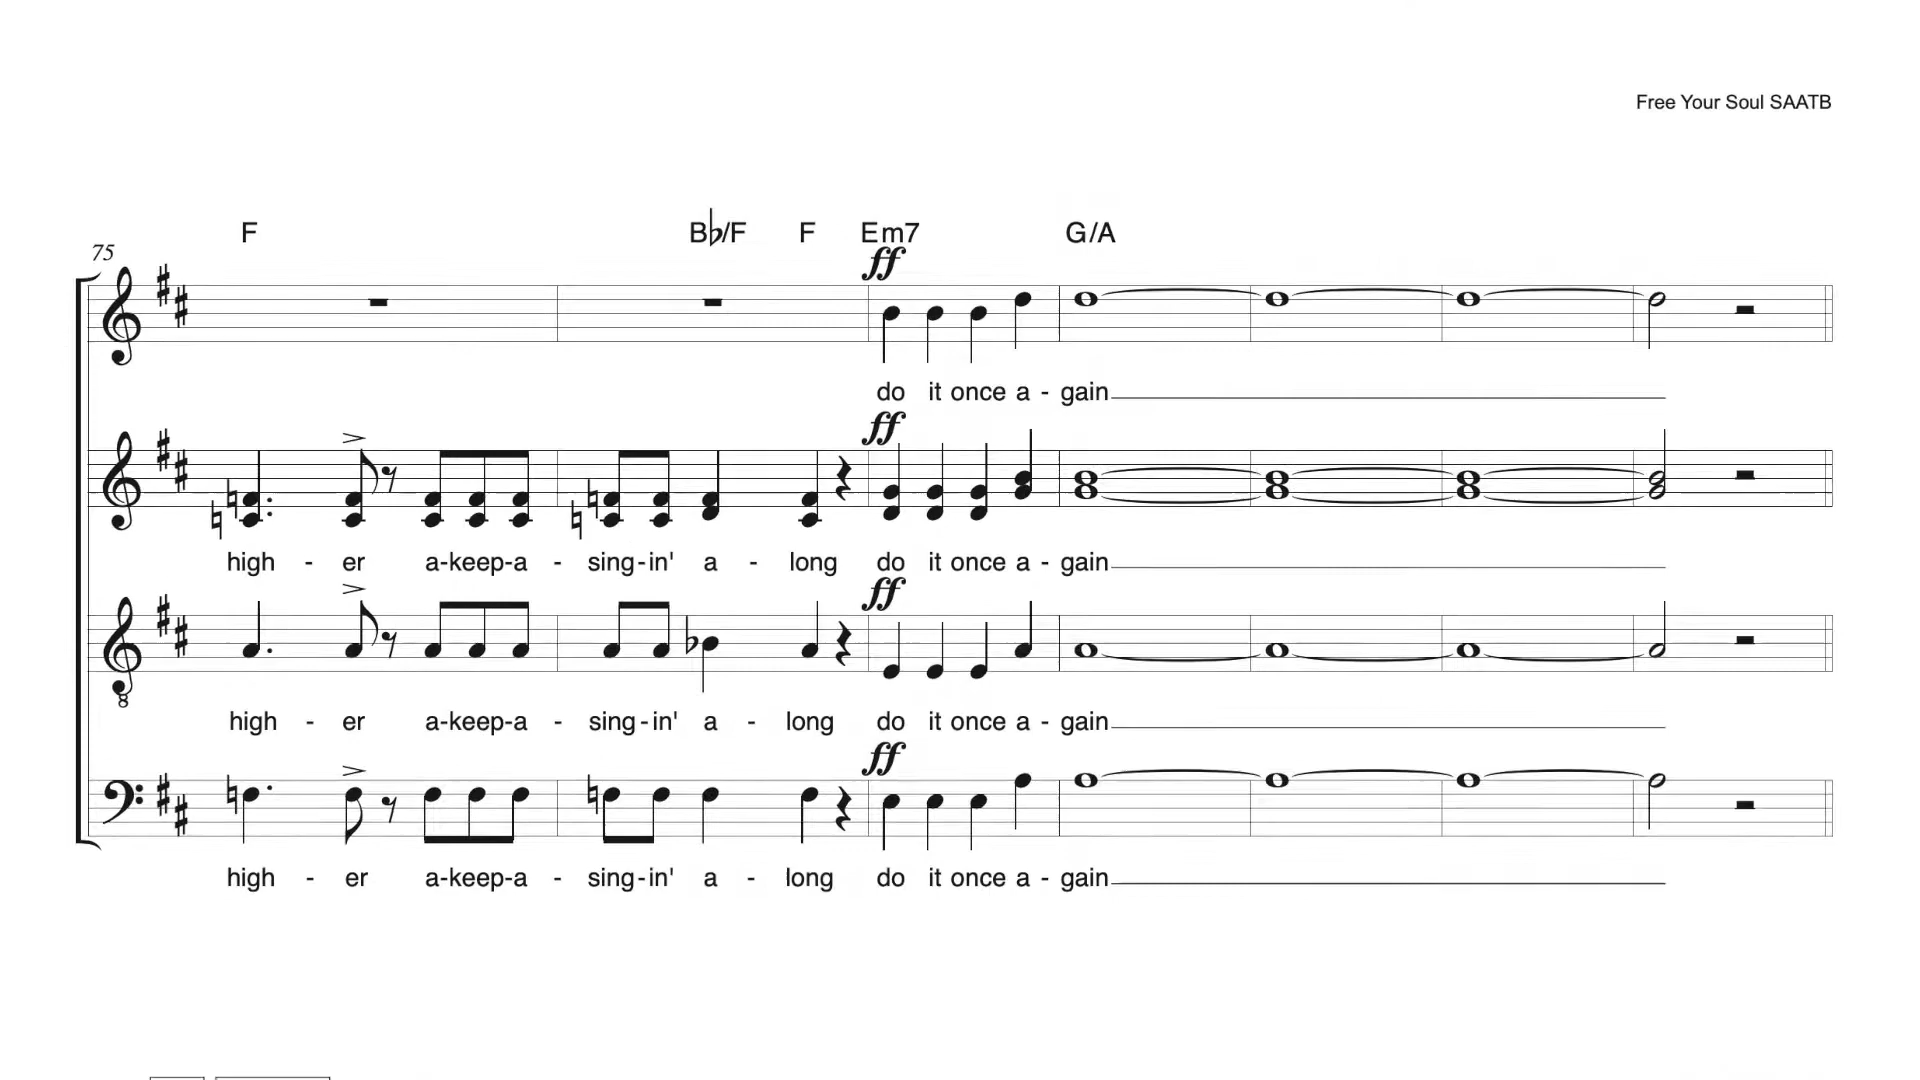 Free Your Soul SAATB
F B♭/F F Em7 G/A
75
ff
do it once a - gain
ff
high - er a-keep-a - sing-in' a - long do it once a - gain
ff
high - er a-keep-a - sing-in' a - long do it once a - gain
8
ff
high - er a-keep-a - sing-in' a - long do it once a - gain